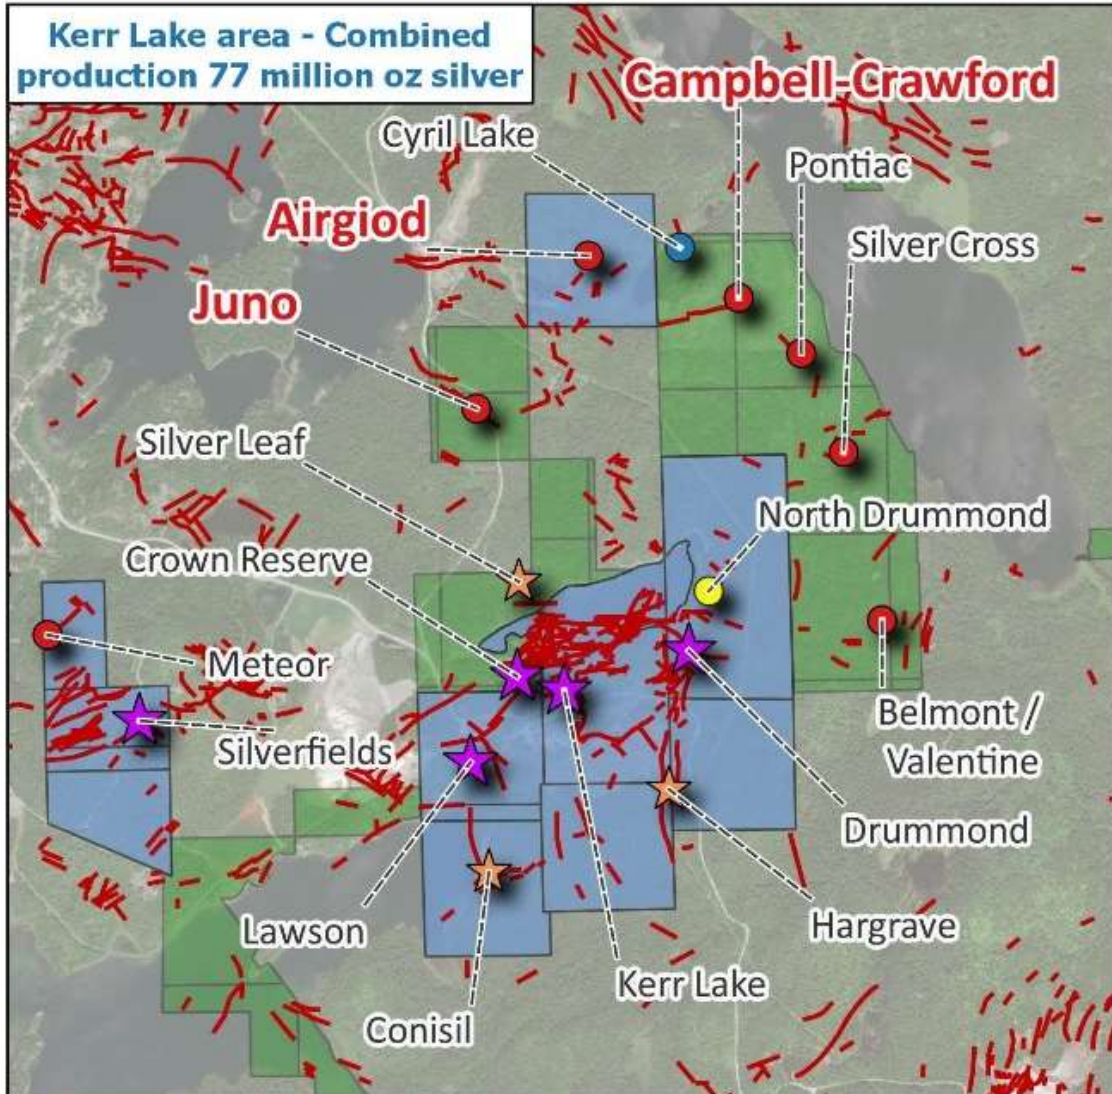 Kerr Lake area - Combined
production 77 million oz silver
Campbell-Crawford
Cyril Lake
Pontiac
Airgiod
Silver Cross
Juno
Silver Leaf
North Drummond
Crown Reserve
Meteor
Silverfields
Belmont /
Valentine
Drummond
Lawson
Hargrave
Kerr Lake
Conisil